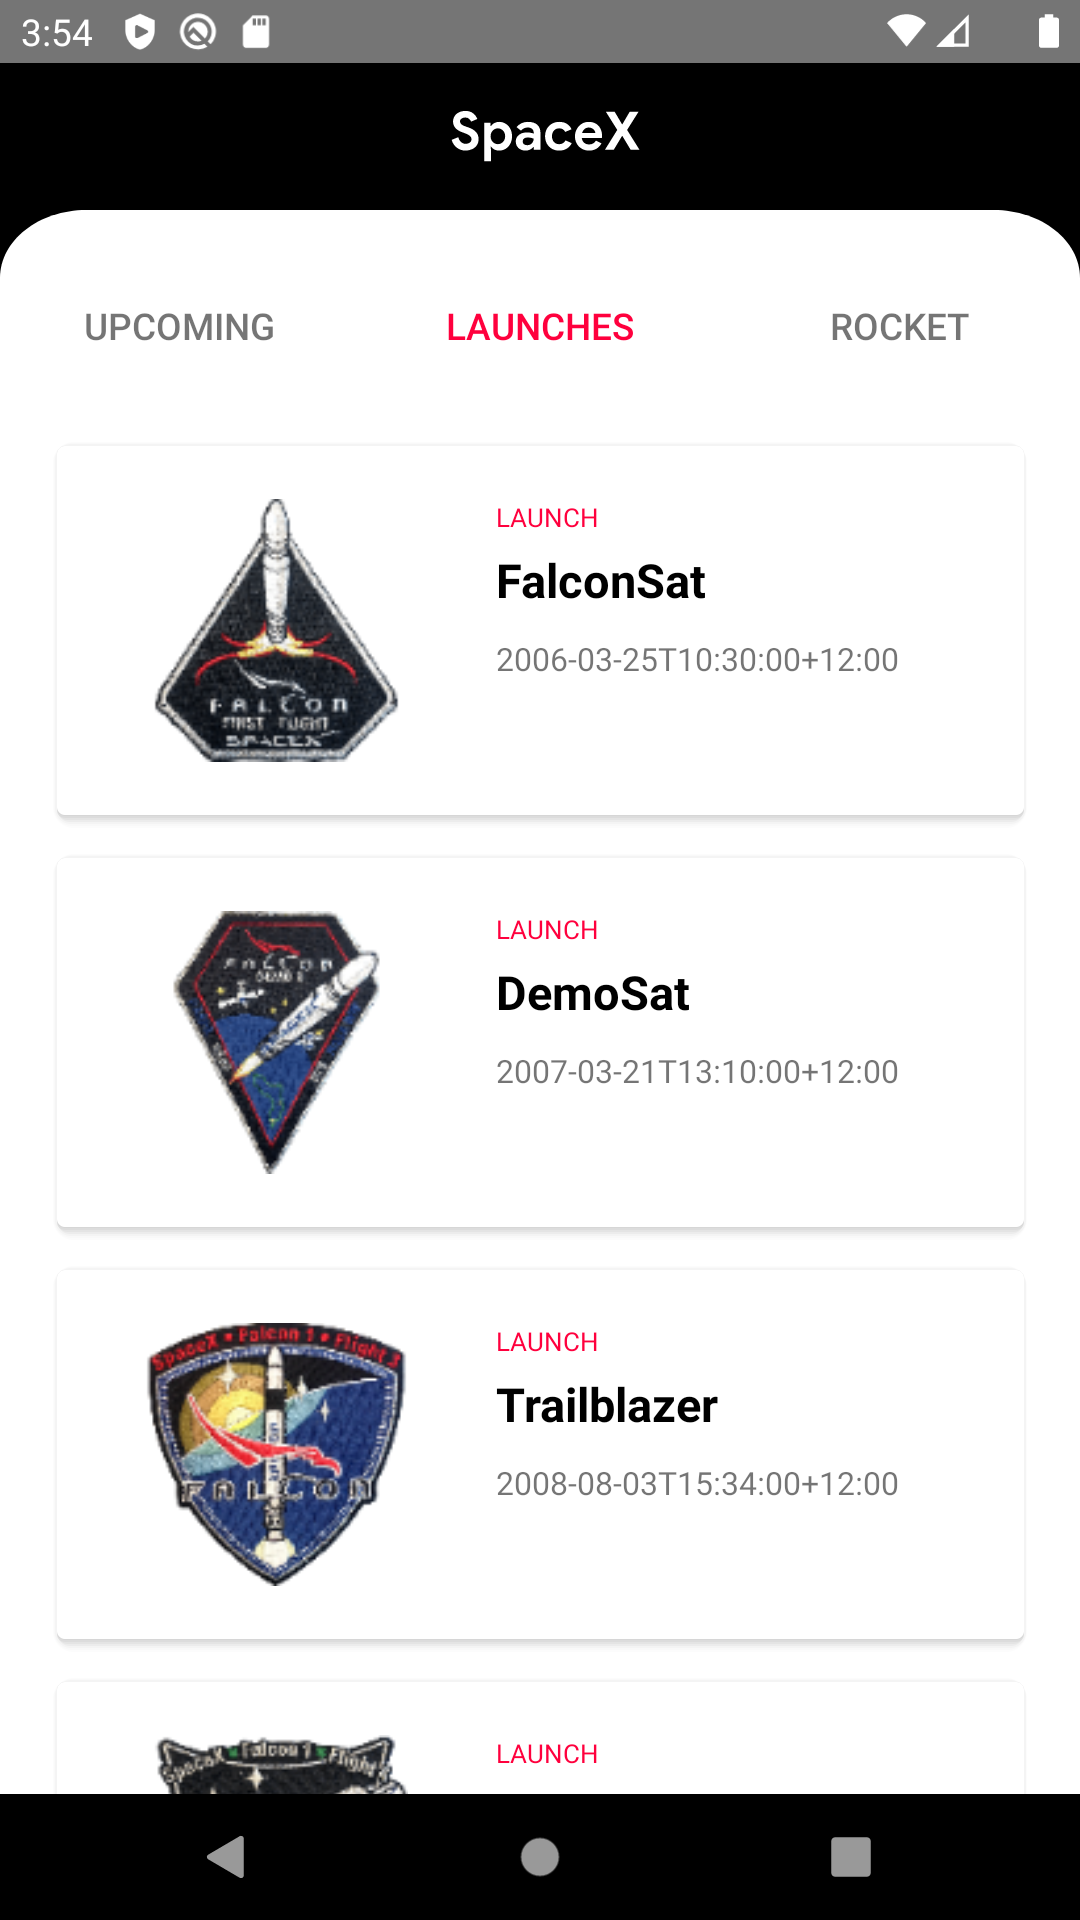 3:54
SpaceX
UPCOMING LAUNCHES ROCKET
LAUNCH
FalconSat
2006-03-25T10:30:00+12:00
FALCON
FIRST FLIGHT
SPACEX
LAUNCH
DemoSat
2007-03-21T13:10:00+12:00
FALCON
DEMO 2
LAUNCH
Trailblazer
2008-08-03T15:34:00+12:00
SpaceX • Falcon 1 • Flight 3
FALCON
LAUNCH
SpaceX Falcon 1 Flight